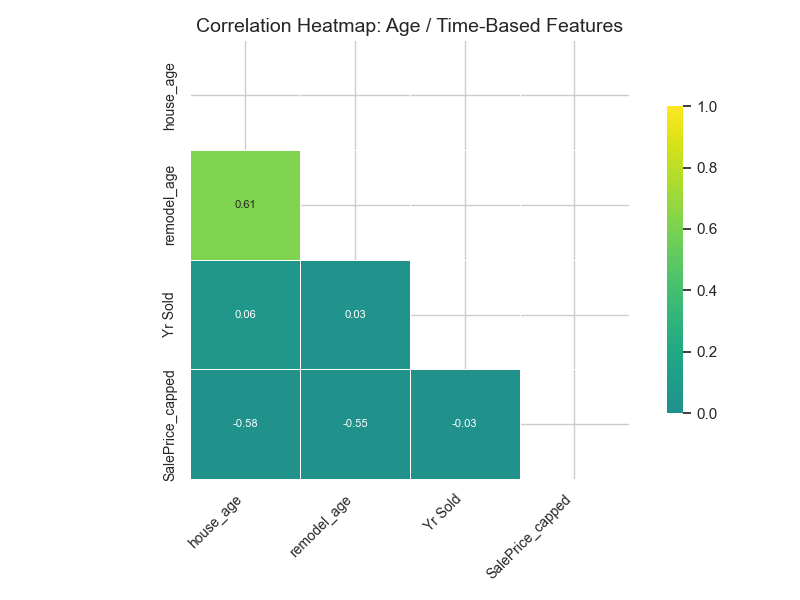 Correlation Heatmap: Age / Time-Based Features
house_age
remodel_age
Yr Sold
SalePrice_capped
0.61
0.06
0.03
-0.58
-0.55
-0.03
house_age
remodel_age
Yr Sold
SalePrice_capped
1.0
0.8
0.6
0.4
0.2
0.0